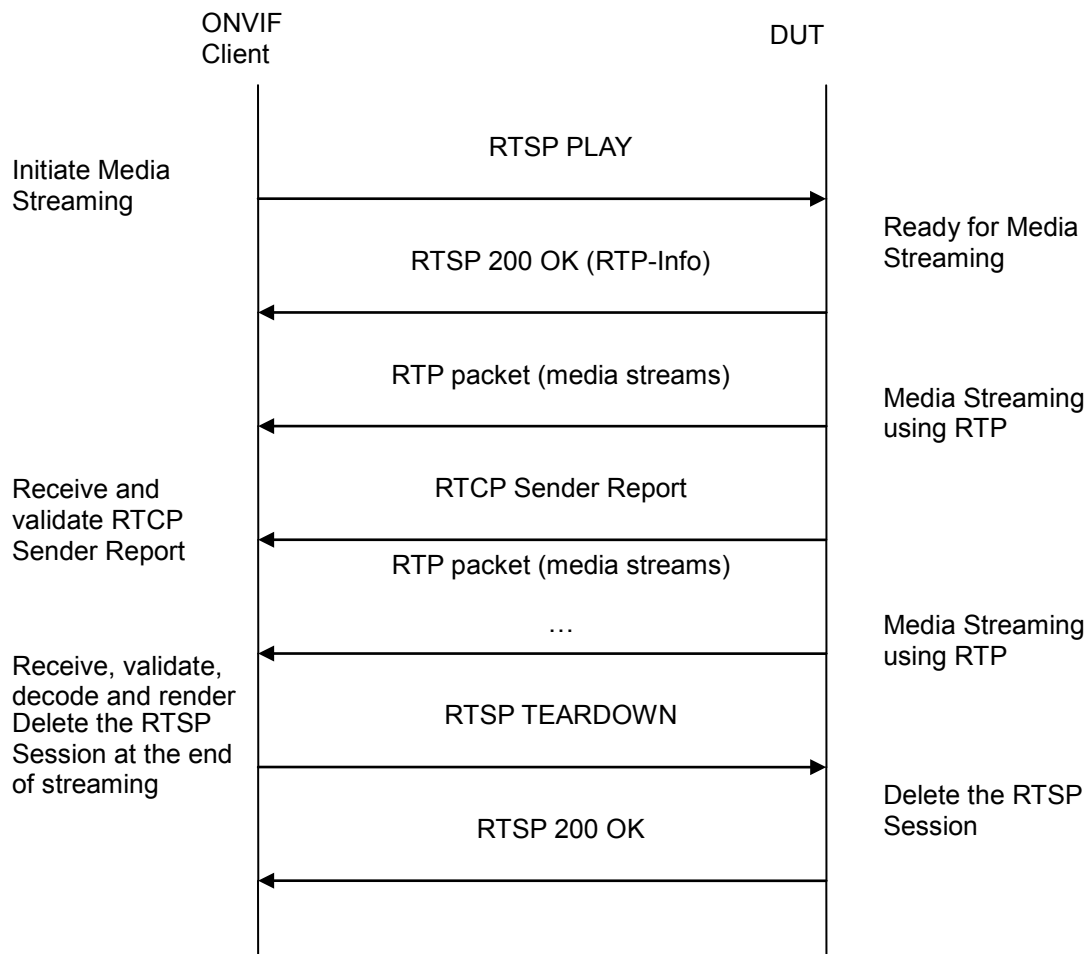 ONVIF
Client
DUT
RTSP PLAY
Initiate Media
Streaming
Ready for Media
Streaming
RTSP 200 OK (RTP-Info)
RTP packet (media streams)
Media Streaming
using RTP
Receive and
validate RTCP
Sender Report
RTCP Sender Report
RTP packet (media streams)
…
Media Streaming
using RTP
Receive, validate,
decode and render
Delete the RTSP
Session at the end
of streaming
RTSP TEARDOWN
Delete the RTSP
Session
RTSP 200 OK